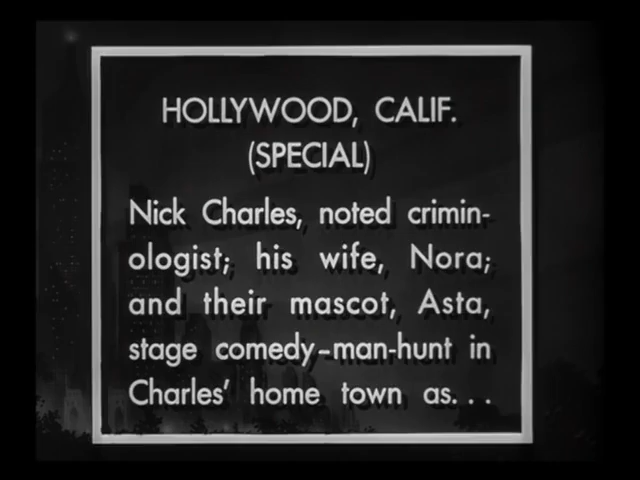 HOLLYWOOD, CALIF.
(SPECIAL)
Nick Charles, noted crimin-
ologist; his wife, Nora;
and their mascot, Asta,
stage comedy-man-hunt in
Charles' home town as...